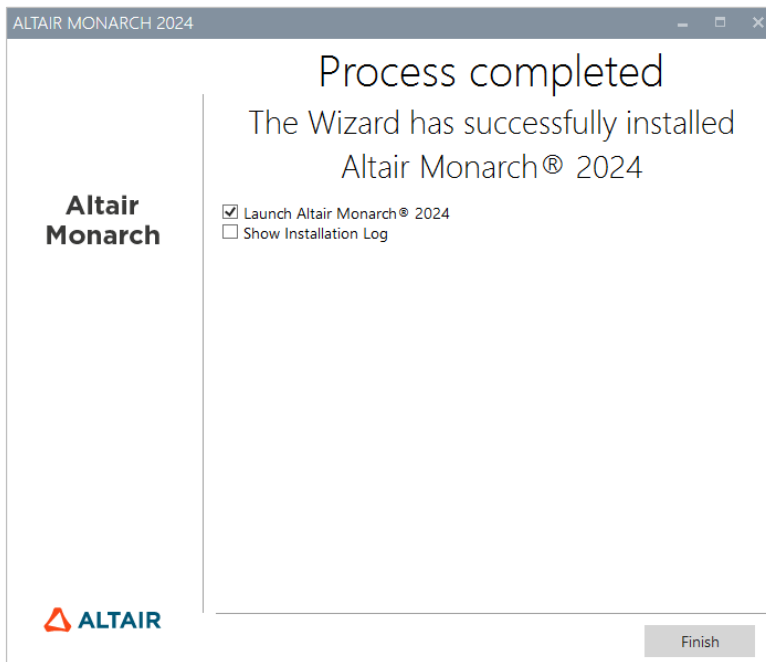 ALTAIR MONARCH 2024
Process completed
The Wizard has successfully installed
Altair Monarch® 2024
Altair
Monarch
Launch Altair Monarch® 2024
Show Installation Log
ALTAIR
Finish